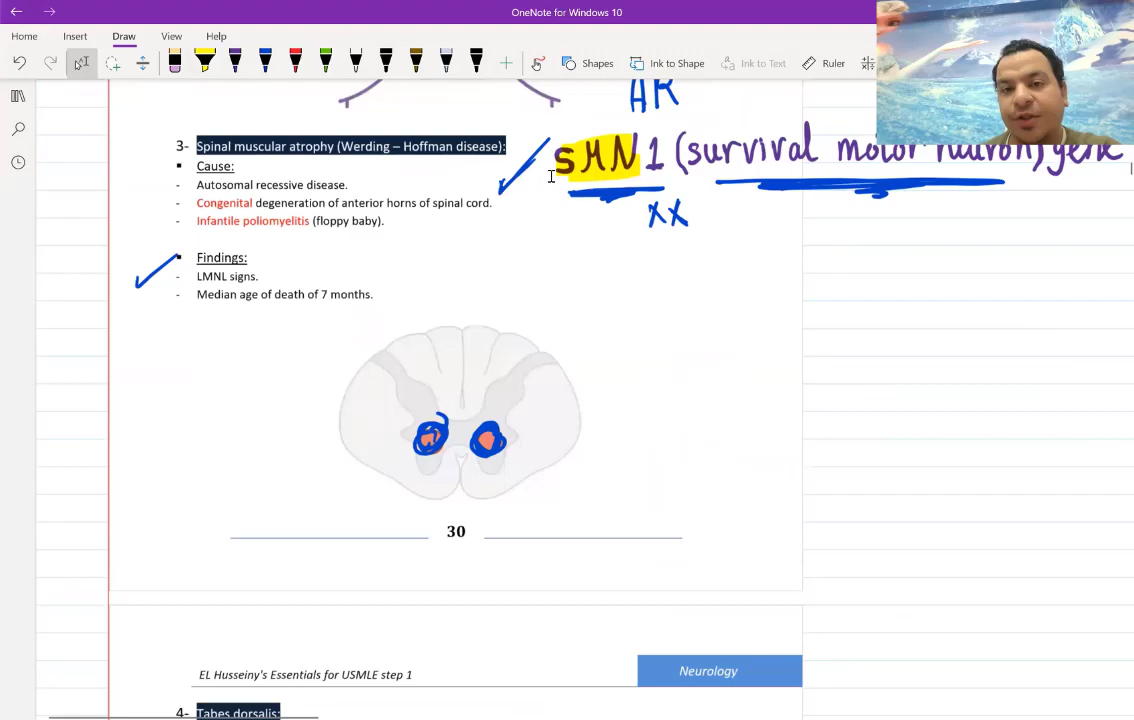 OneNote for Windows 10
Home Insert Draw View Help
Shapes Ink to Shape Ink to Text Ruler
AR
3- Spinal muscular atrophy (Werding – Hoffman disease):
SMN 1 (survival motor neuron) gene
▪ Cause:
- Autosomal recessive disease.
- Congenital degeneration of anterior horns of spinal cord.
XX
- Infantile poliomyelitis (floppy baby).
▪ Findings:
- LMNL signs.
- Median age of death of 7 months.
30
EL Husseiny's Essentials for USMLE step 1
Neurology
4- Tabes dorsalis: